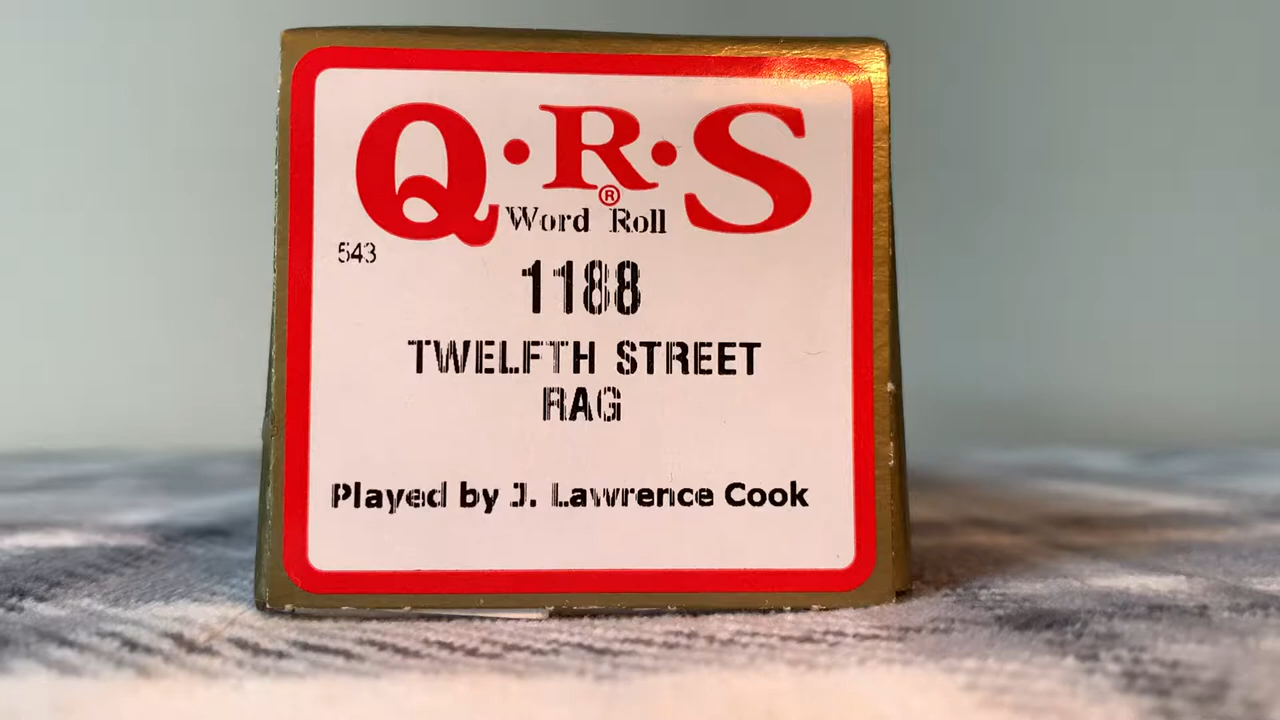 Q·R·S
®
Word Roll
543
1188
TWELFTH STREET
RAG
Played by J. Lawrence Cook